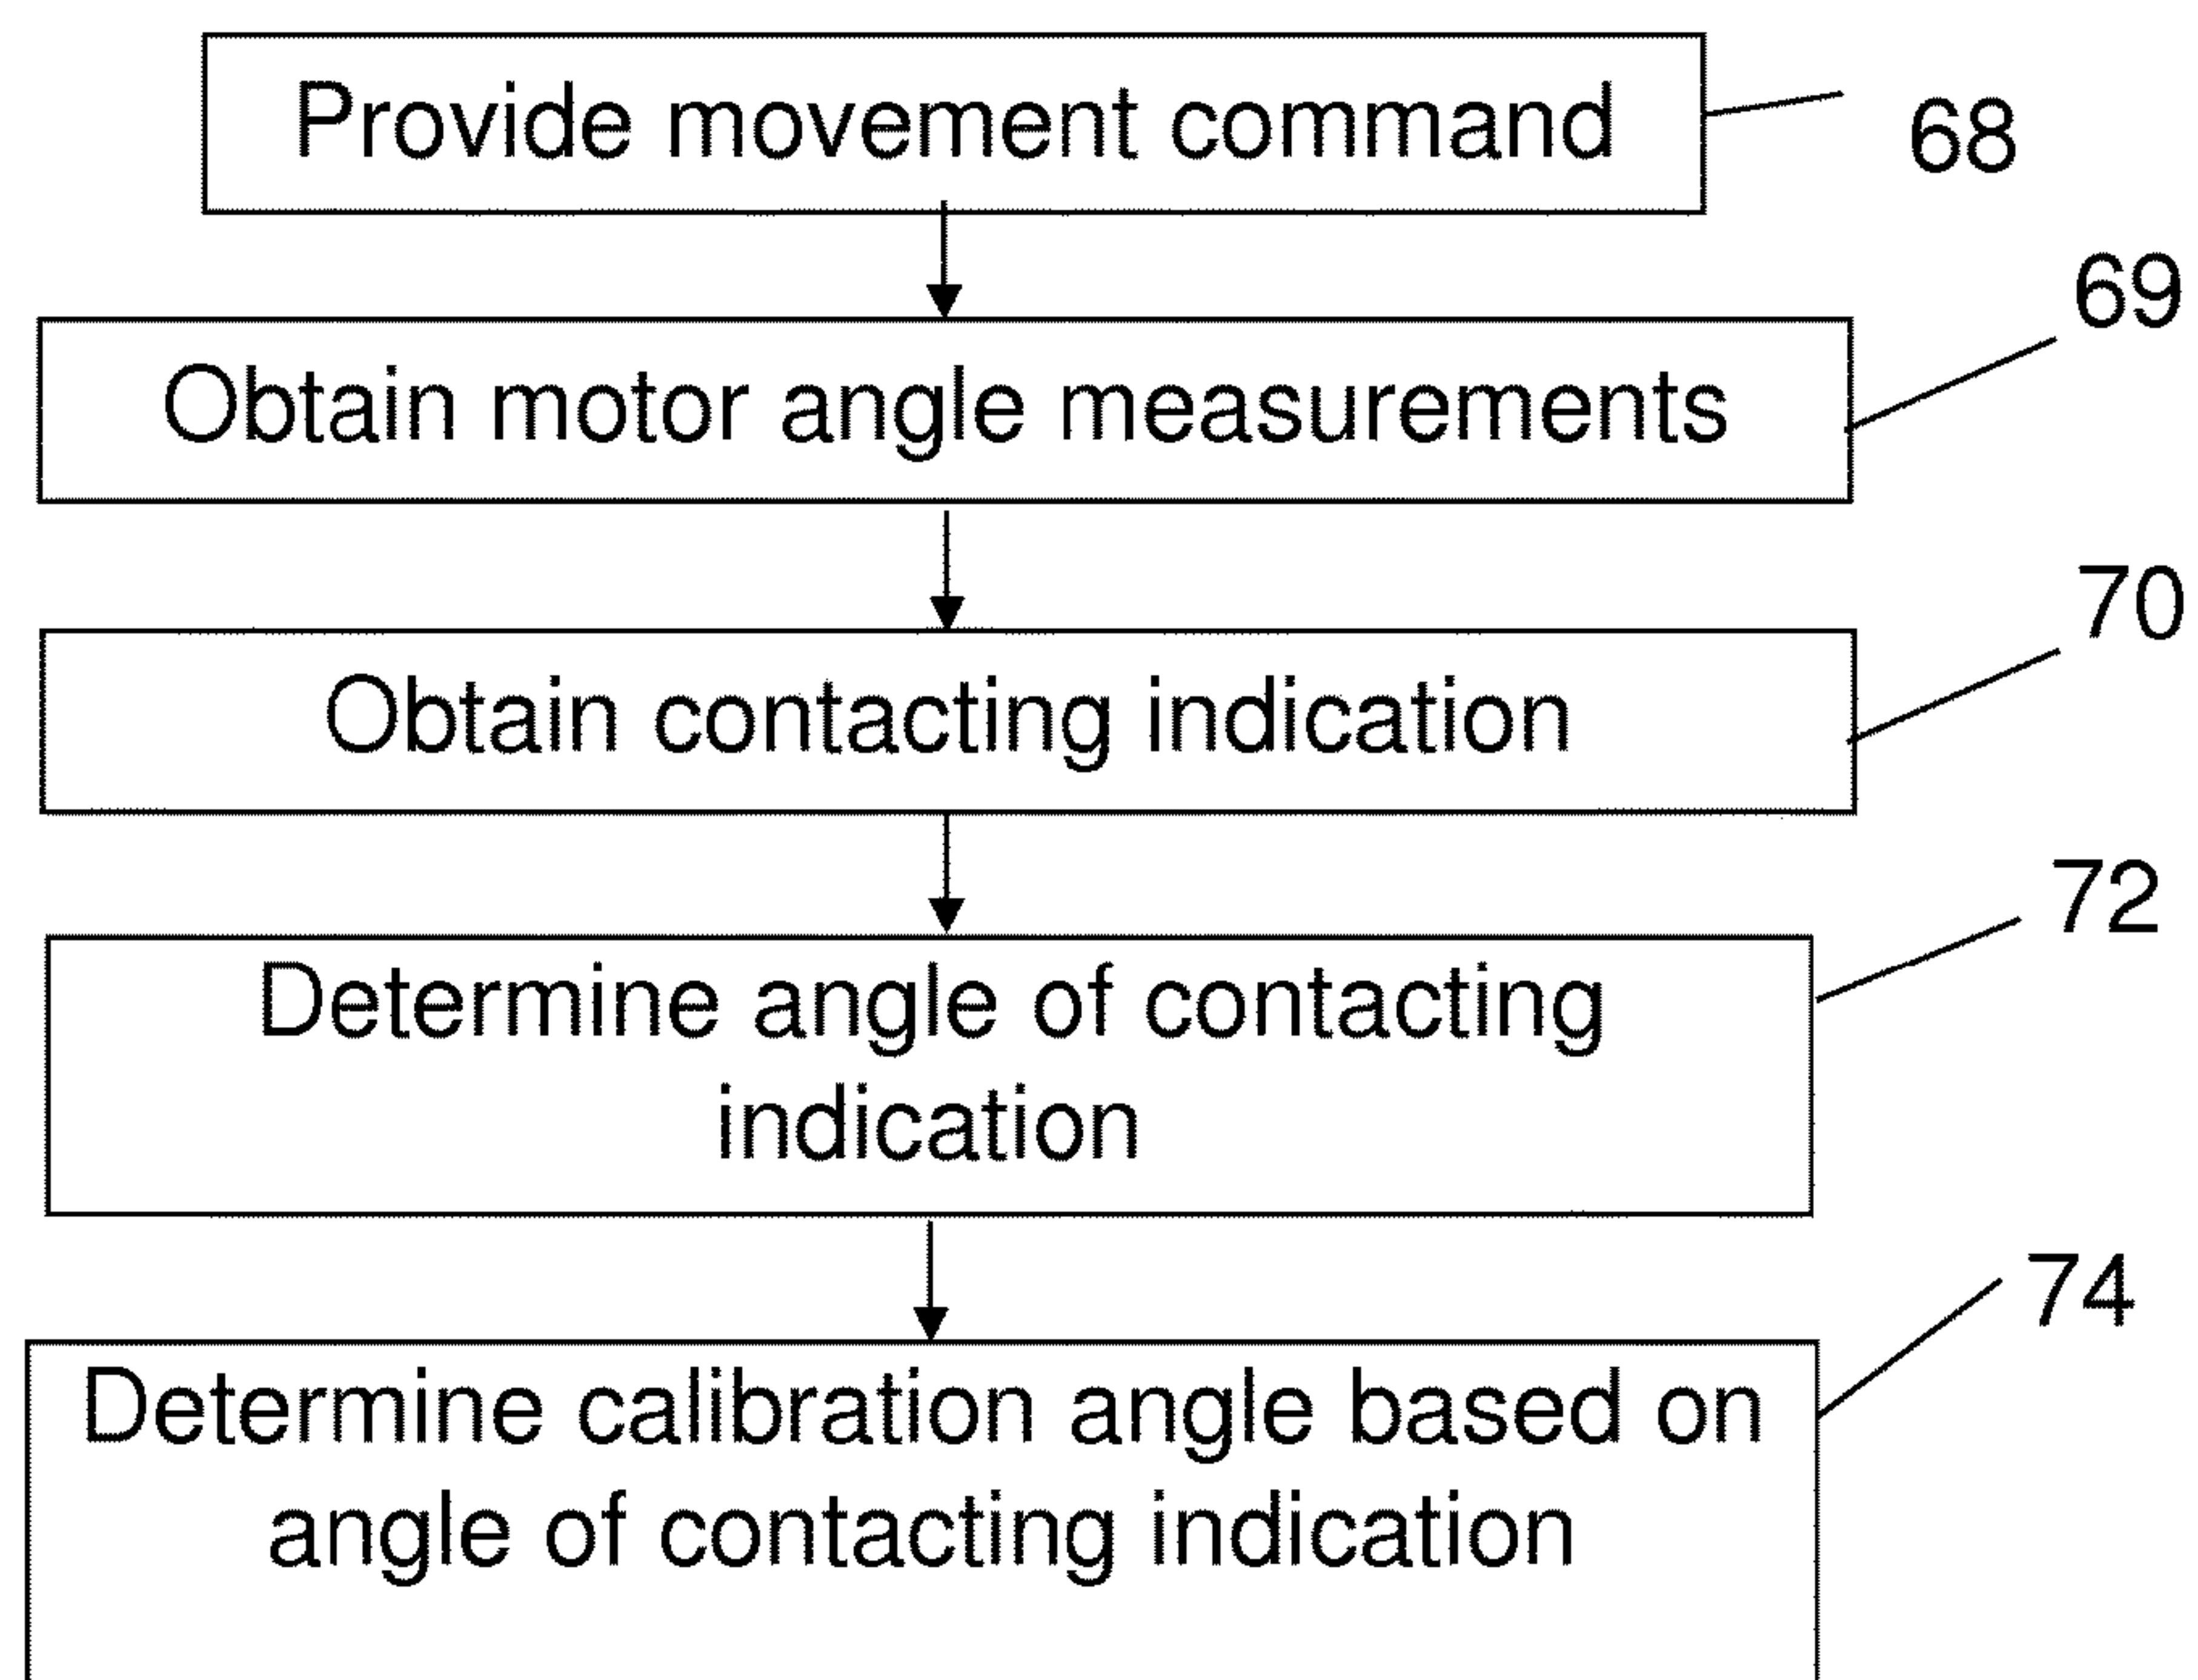 Provide movement command
68
69
Obtain motor angle measurements
70
Obtain contacting indication
72
Determine angle of contacting
indication
74
Determine calibration angle based on
angle of contacting indication